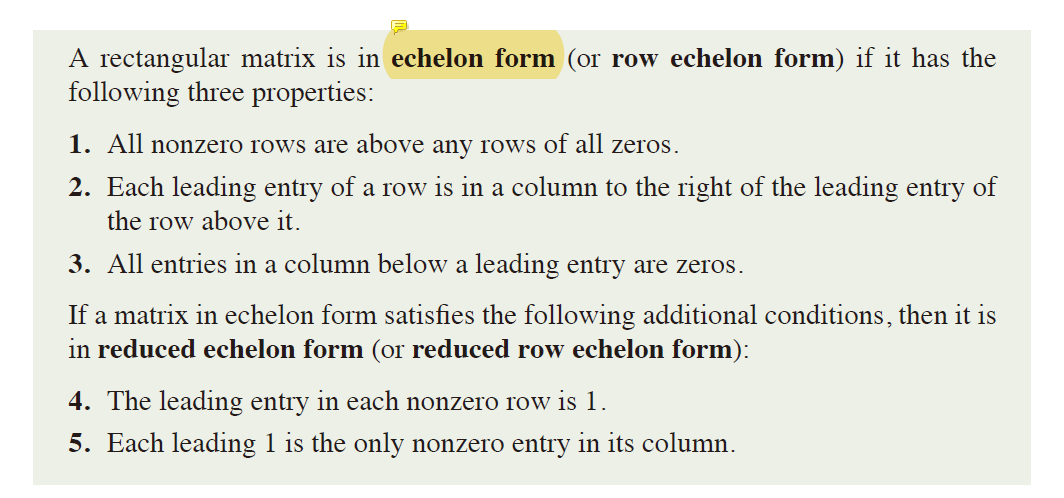 A rectangular matrix is in echelon form (or row echelon form) if it has the
following three properties:
1. All nonzero rows are above any rows of all zeros.
2. Each leading entry of a row is in a column to the right of the leading entry of
the row above it.
3. All entries in a column below a leading entry are zeros.
If a matrix in echelon form satisfies the following additional conditions, then it is
in reduced echelon form (or reduced row echelon form):
4. The leading entry in each nonzero row is 1.
5. Each leading 1 is the only nonzero entry in its column.